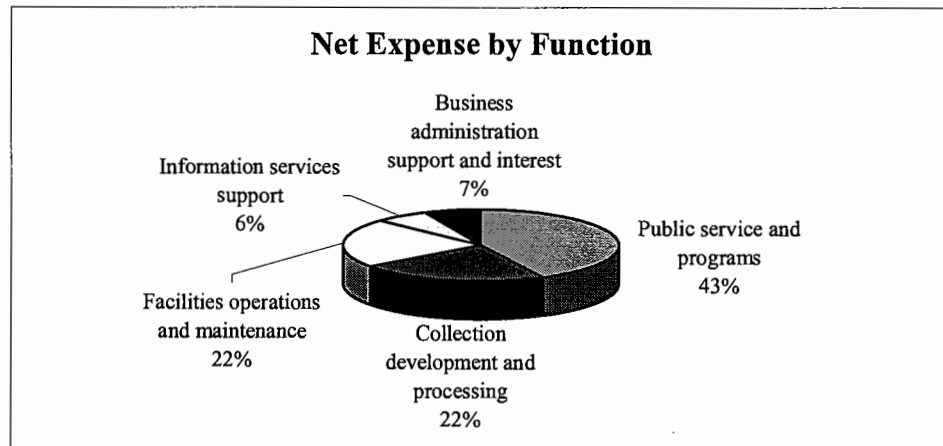 Net Expense by Function
Business
administration
support and interest
7%
Information services
support
6%
Public service and
programs
43%
Facilities operations
and maintenance
22%
Collection
development and
processing
22%